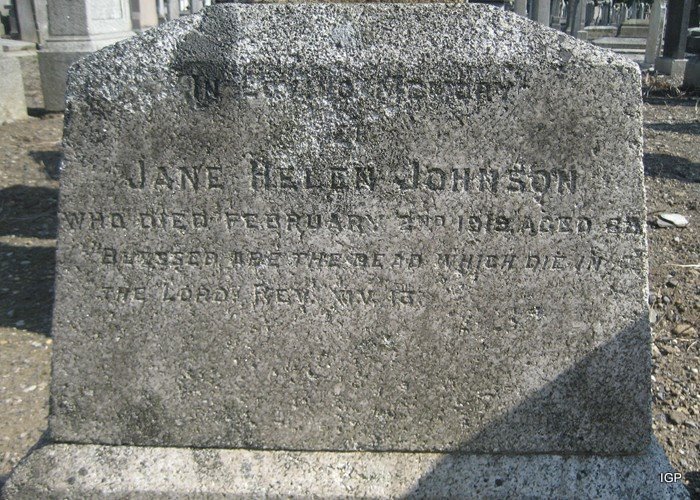 "In Loving Memory"
of
Jane Helen Johnson
who died February 2nd 1919, aged
"Blessed are the dead which die in
the Lord" Rev. XIV. 13.
IGP